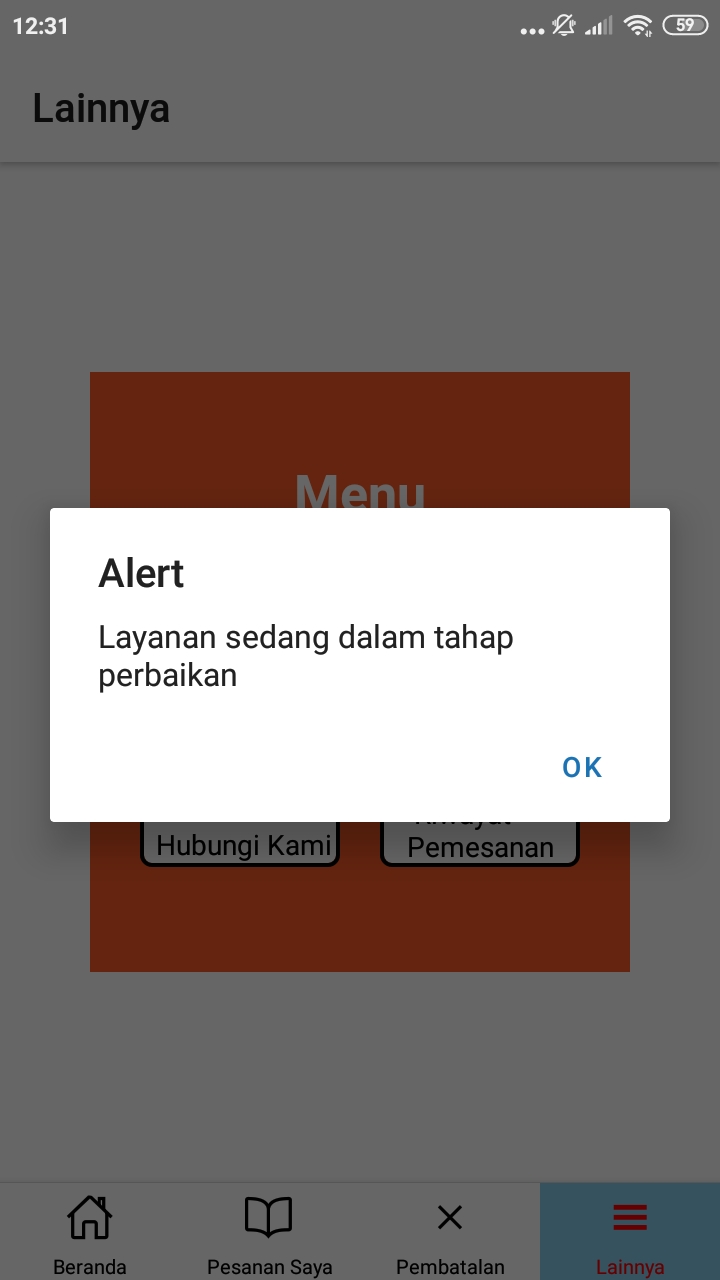 12:31
59
Lainnya
Menu
Alert
Layanan sedang dalam tahap
perbaikan
OK
Hubungi Kami
Pemesanan
Beranda
Pesanan Saya
Pembatalan
Lainnya